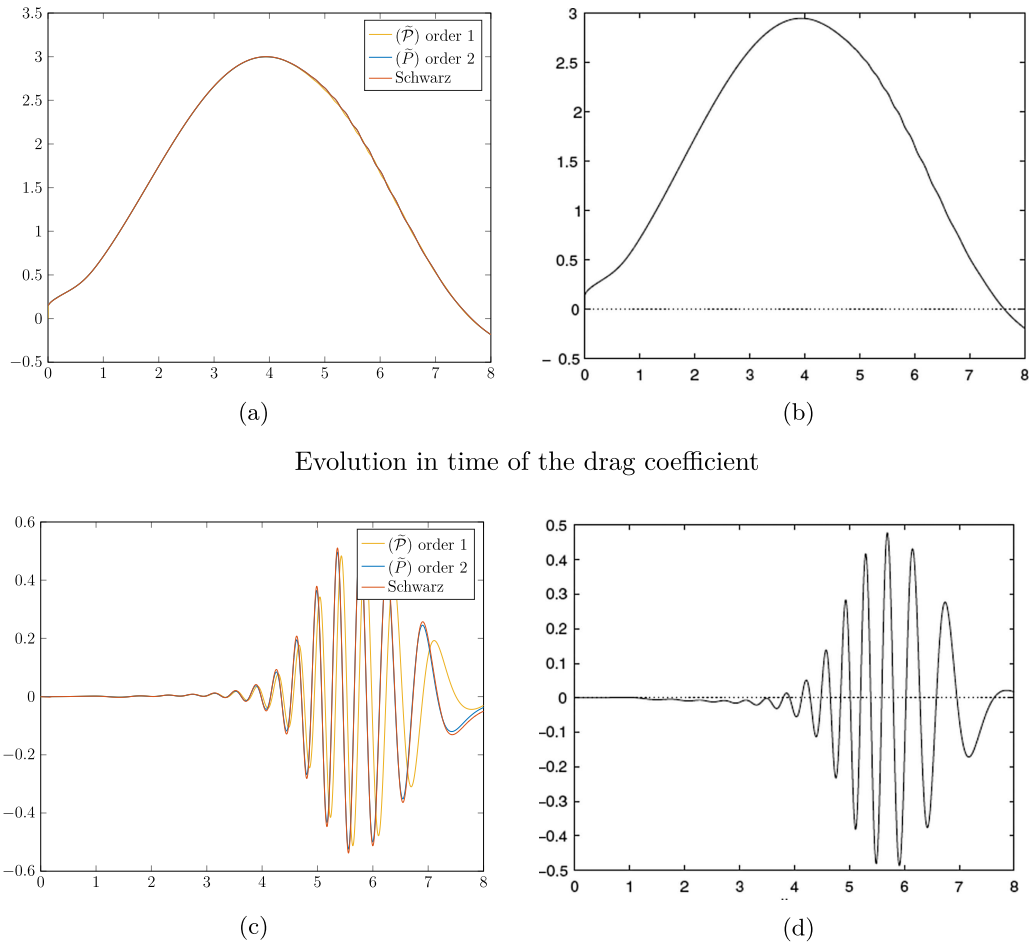 3.5
3
2.5
2
1.5
1
0.5
0
−0.5
0 1 2 3 4 5 6 7 8
(𝒫̃) order 1
(P̃) order 2
Schwarz
(a)
3
2.5
2
1.5
1
0.5
0
− 0.5
0 1 2 3 4 5 6 7 8
(b)
Evolution in time of the drag coefficient
0.6
0.4
0.2
0
−0.2
−0.4
−0.6
0 1 2 3 4 5 6 7 8
(𝒫̃) order 1
(P̃) order 2
Schwarz
(c)
0.5
0.4
0.3
0.2
0.1
0
−0.1
−0.2
−0.3
−0.4
−0.5
0 1 2 3 4 5 6 7 8
(d)